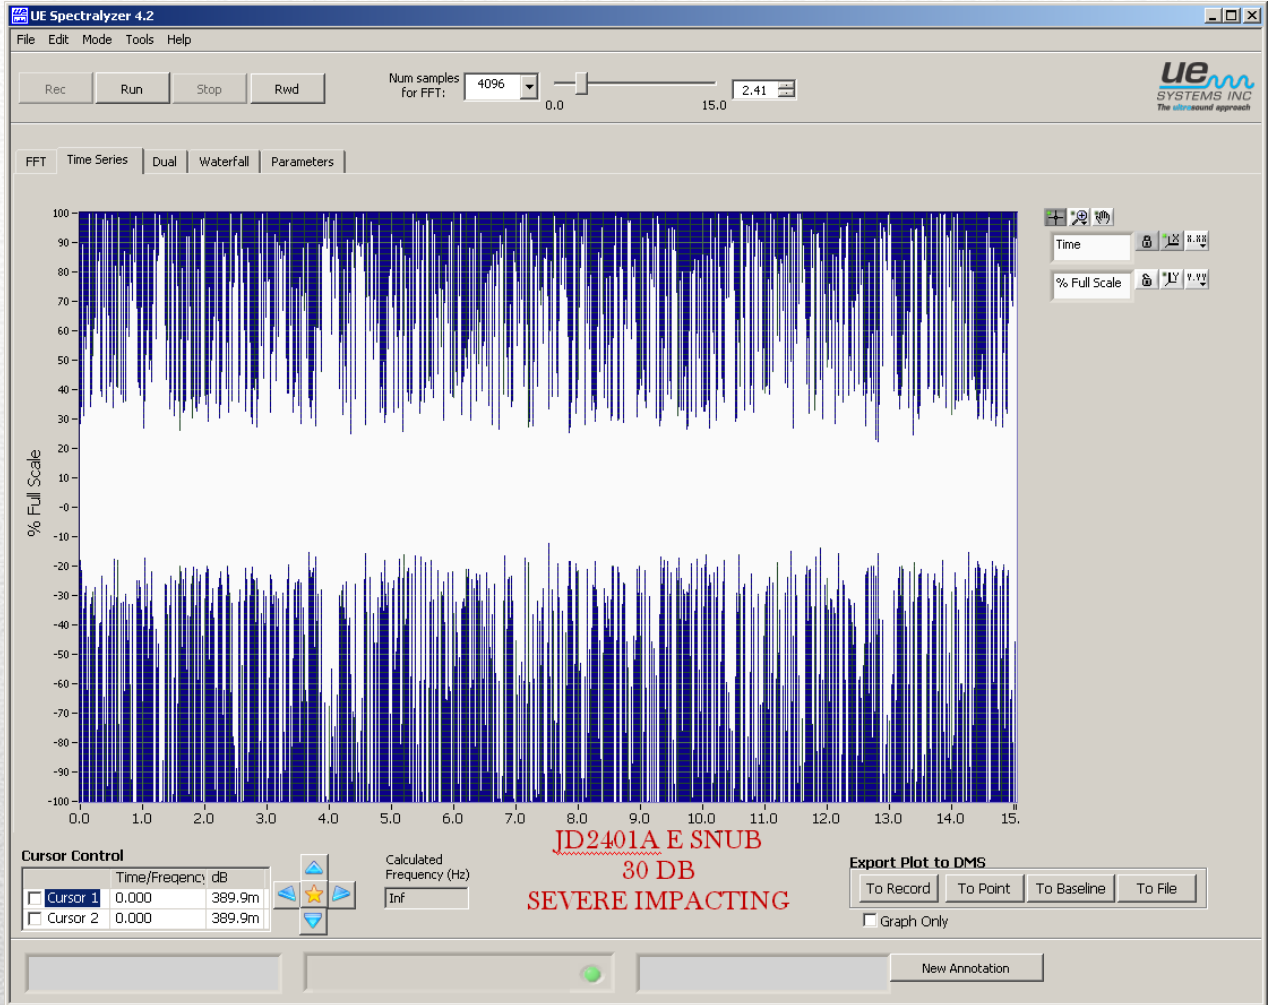 UE Spectralyzer 4.2
File Edit Mode Tools Help
Rec Run Stop Rwd
Num samples
for FFT:
4096
0.0 15.0
2.41
ue
SYSTEMS INC
The ultrasound approach
FFT Time Series Dual Waterfall Parameters
100
90
80
70
60
50
40
30
20
10
-0
-10
-20
-30
-40
-50
-60
-70
-80
-90
-100
% Full Scale
0.0 1.0 2.0 3.0 4.0 5.0 6.0 7.0 8.0 9.0 10.0 11.0 12.0 13.0 14.0 15.
Time
X.XX
% Full Scale
Y.YY
JD2401A E SNUB
30 DB
SEVERE IMPACTING
Cursor Control
Time/Freqency dB
Cursor 1 0.000 389.9m
Cursor 2 0.000 389.9m
Calculated
Frequency (Hz)
Inf
Export Plot to DMS
To Record To Point To Baseline To File
Graph Only
New Annotation